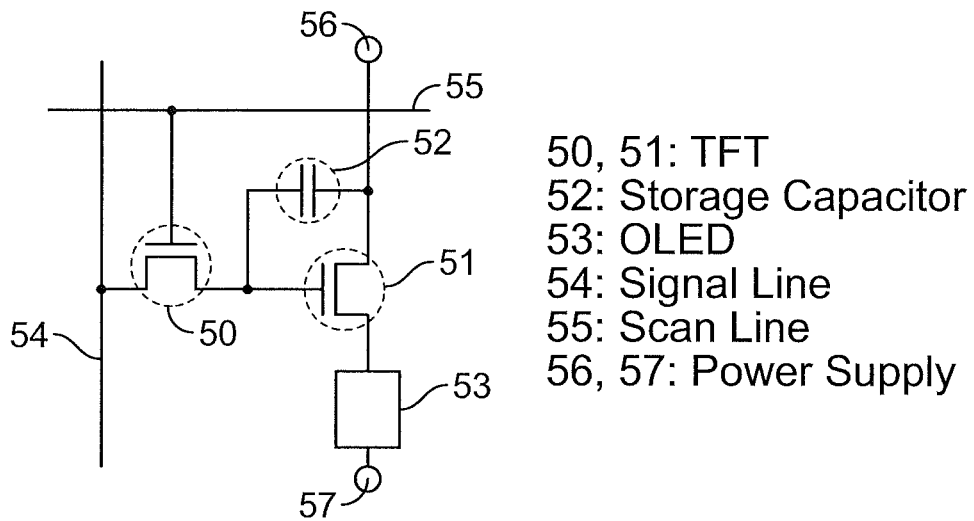 56
55
52
51
50
54
53
57
50, 51: TFT
52: Storage Capacitor
53: OLED
54: Signal Line
55: Scan Line
56, 57: Power Supply